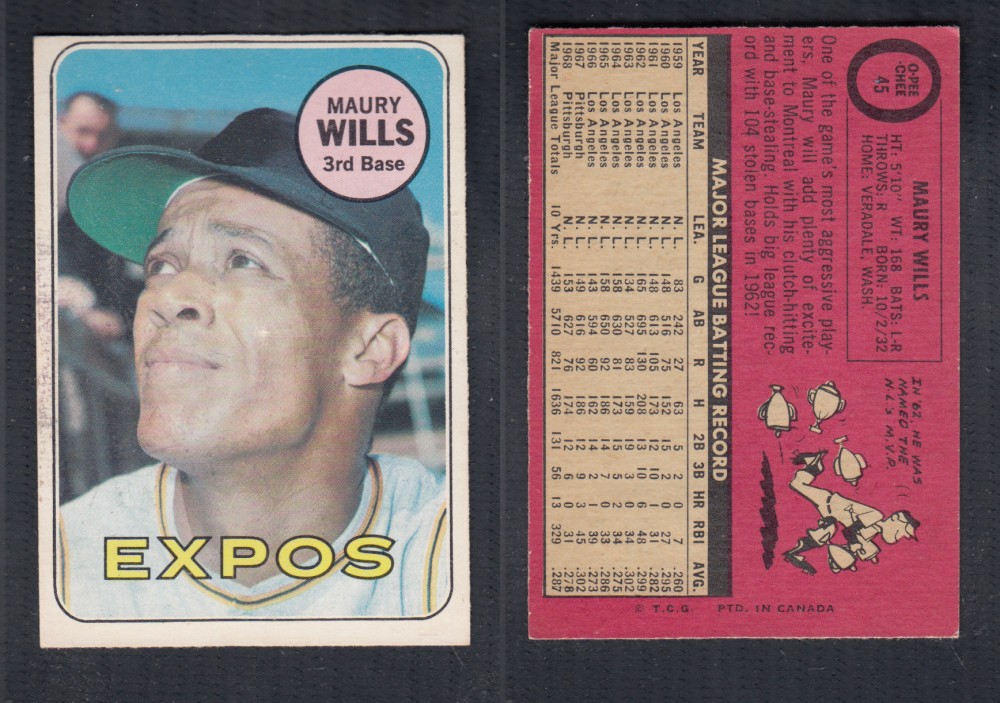 MAURY
WILLS
3rd Base
EXPOS
O-PEE
-CHEE
45
MAURY WILLS
HT: 5'10" WT: 168 BATS: L-R
THROWS: R BORN: 10/2/32
HOME: VERADALE, WASH.
One of the game's most aggressive play-
ers, Maury will add plenty of excite-
ment to Montreal with his clutch-hitting
and base-stealing. Holds big league rec-
ord with 104 stolen bases in 1962!
IN '62, HE WAS
NAMED THE
N.L.'S M.V.P.
MAJOR LEAGUE BATTING RECORD
YEAR TEAM LEA. G AB R H 2B 3B HR RBI AVG.
1959 Los Angeles N. L. 83 242 27 63 5 2 0 7 .260
1960 Los Angeles N. L. 148 516 75 152 15 2 0 27 .295
1961 Los Angeles N. L. 148 613 105 173 12 10 1 31 .282
1962 Los Angeles N. L. 165 695 130 208 13 10 6 48 .299
1963 Los Angeles N. L. 134 527 83 159 19 3 0 34 .302
1964 Los Angeles N. L. 158 630 81 173 15 5 2 34 .275
1965 Los Angeles N. L. 158 650 92 186 14 7 0 33 .286
1966 Los Angeles N. L. 143 594 60 162 14 2 1 39 .273
1967 Pittsburgh N. L. 149 616 92 186 12 9 3 45 .302
1968 Pittsburgh N. L. 153 627 76 174 12 6 0 31 .278
Major League Totals 10 Yrs. 1439 5710 821 1636 131 56 13 329 .287
© T.C.G. PTD. IN CANADA